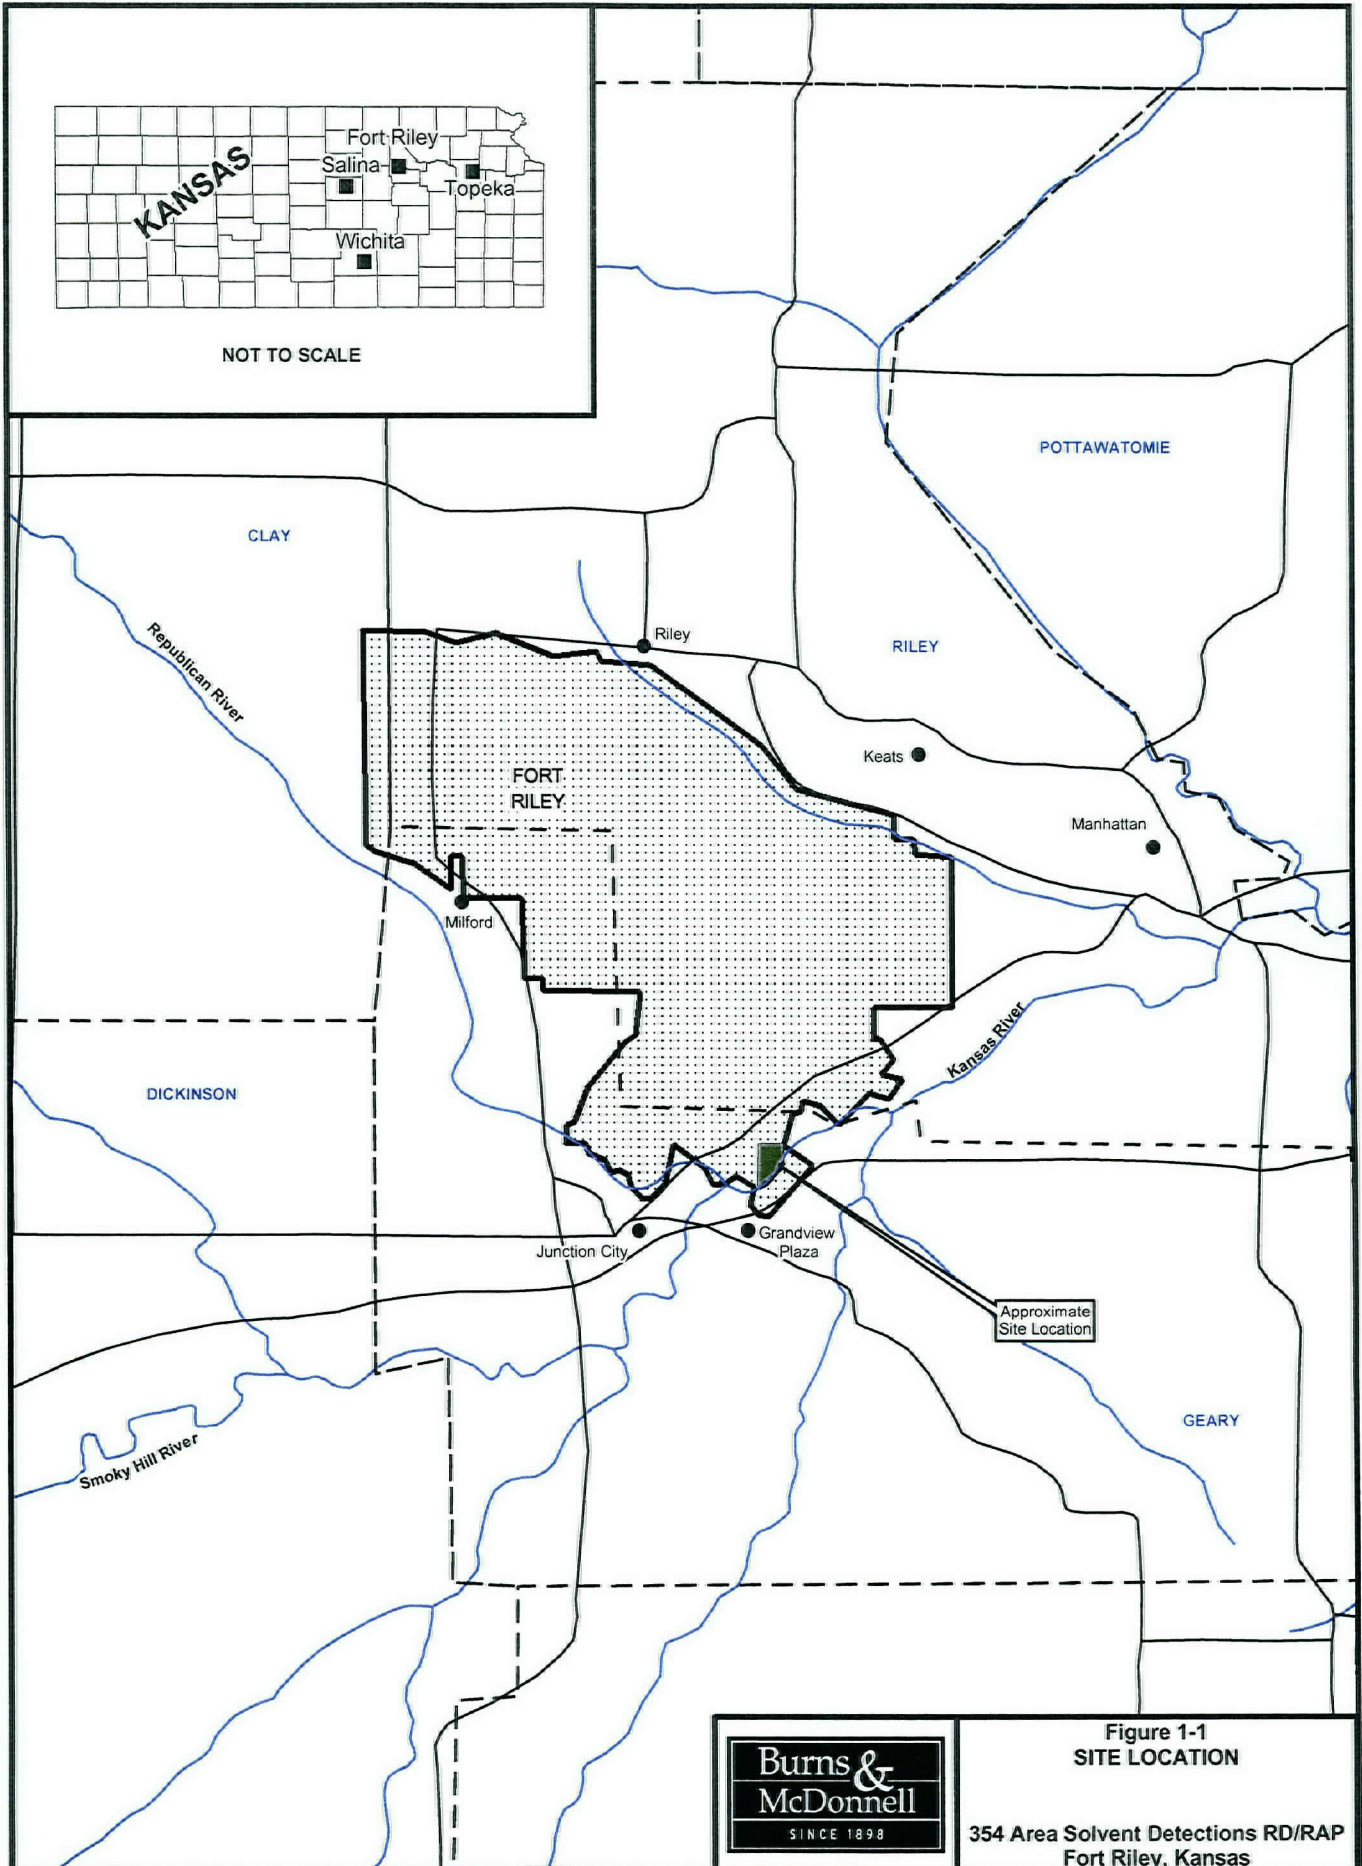 Fort Riley
Salina
Topeka
KANSAS
Wichita
NOT TO SCALE
POTTAWATOMIE
CLAY
Republican River
Riley
RILEY
FORT
RILEY
Keats
Manhattan
Milford
Kansas River
DICKINSON
Junction City
Grandview
Plaza
Approximate
Site Location
GEARY
Smoky Hill River
Burns &
McDonnell
SINCE 1898
Figure 1-1
SITE LOCATION
354 Area Solvent Detections RD/RAP
Fort Riley, Kansas